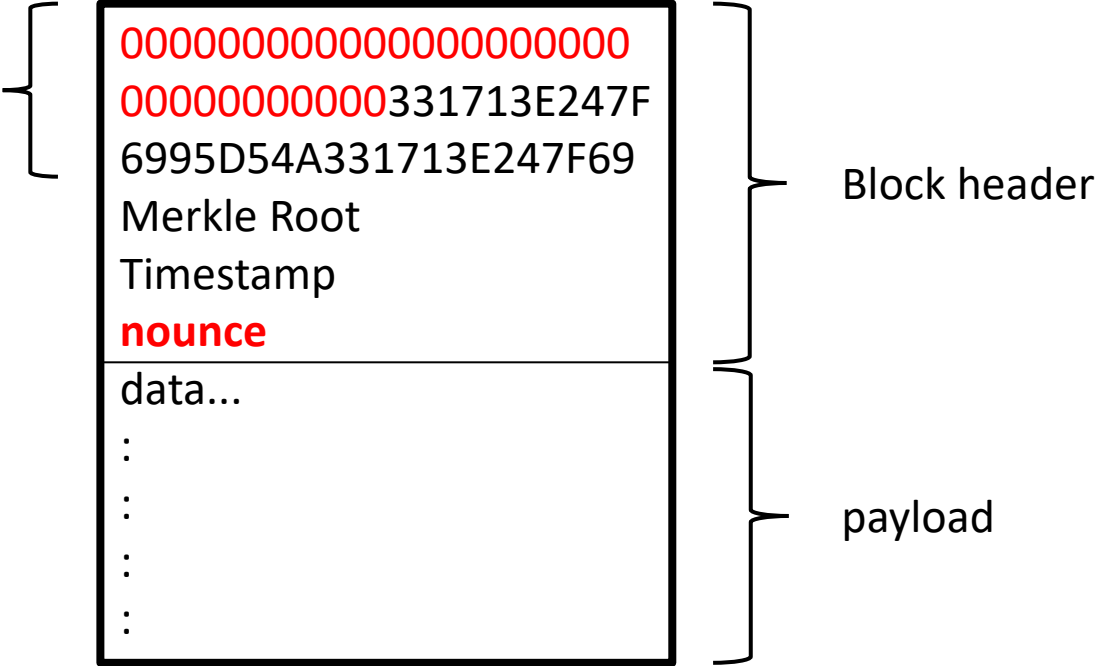 000000000000000000000
00000000000331713E247F
6995D54A331713E247F69
Merkle Root
Timestamp
nounce
Block header
data...
:
:
:
:
payload